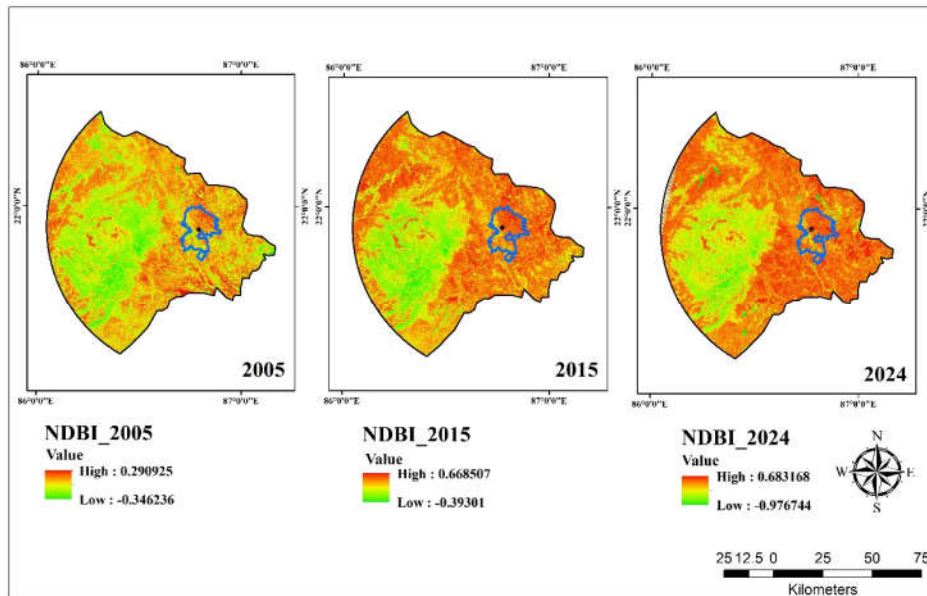 86°0'0"E 87°0'0"E
86°0'0"E 87°0'0"E
86°0'0"E 87°0'0"E
22°0'0"N
22°0'0"N
22°0'0"N
22°0'0"N
2005
2015
2024
86°0'0"E 87°0'0"E
86°0'0"E 87°0'0"E
86°0'0"E 87°0'0"E
NDBI_2005
Value
High : 0.290925
Low : -0.346236
NDBI_2015
Value
High : 0.668507
Low : -0.39301
NDBI_2024
Value
High : 0.683168
Low : -0.976744
N
W E
S
25 12.5 0 25 50 75
Kilometers